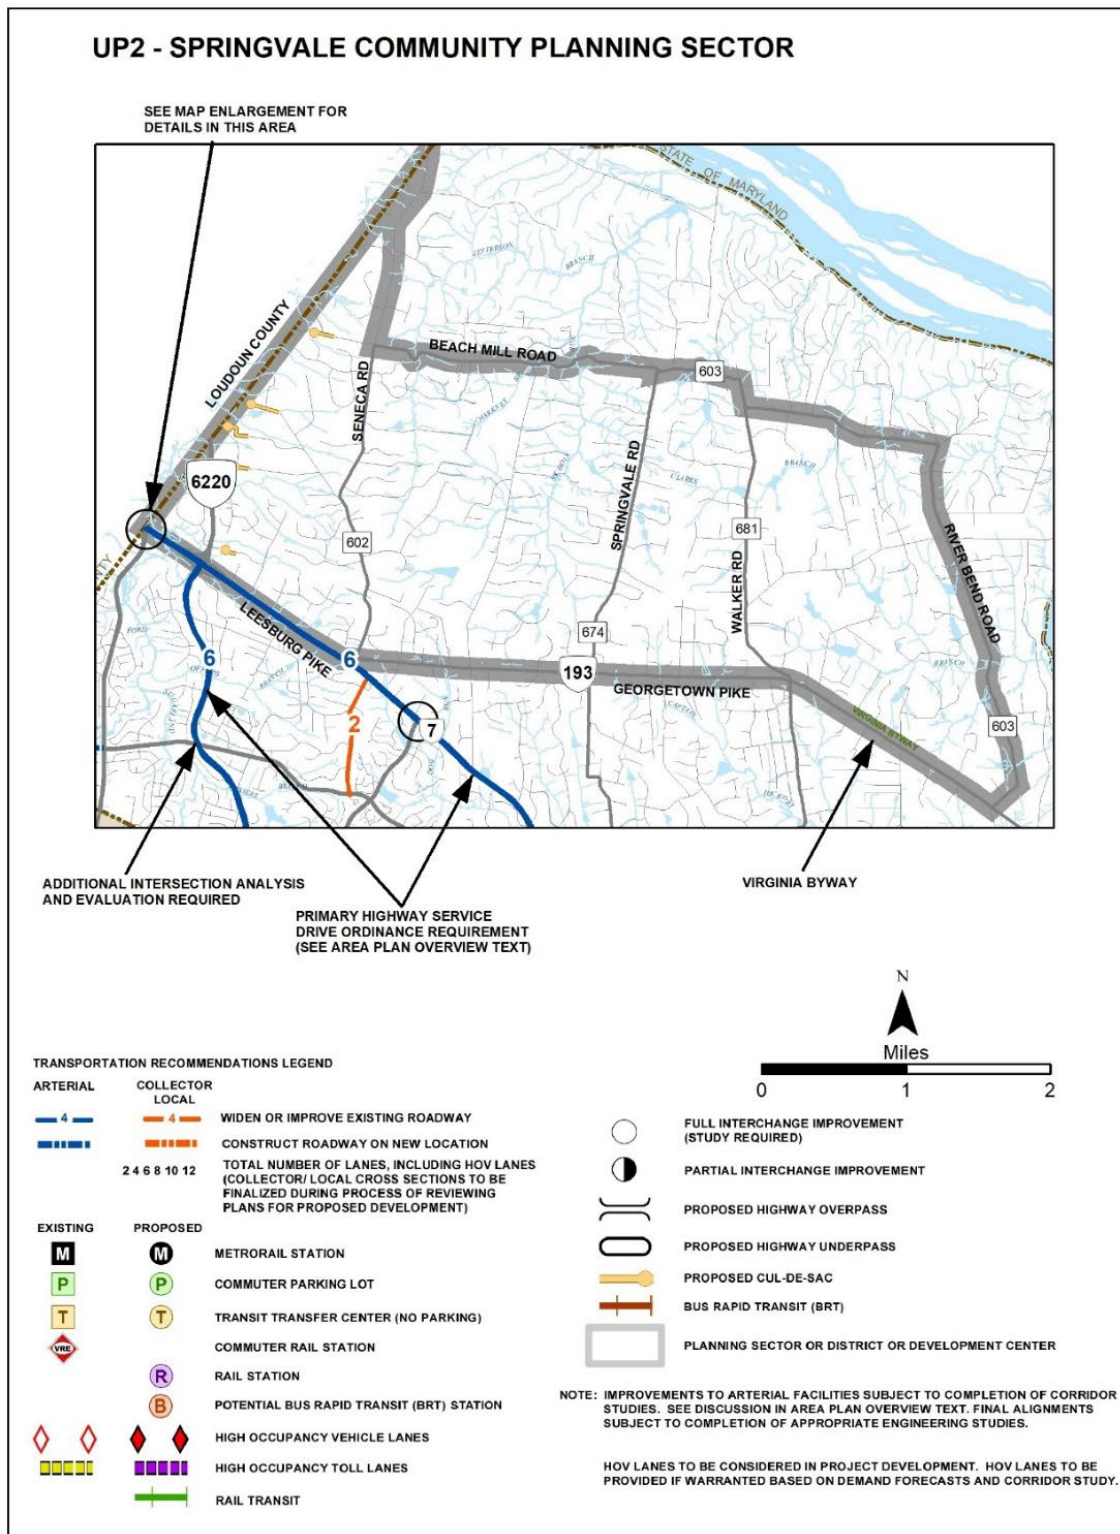 UP2 - SPRINGVALE COMMUNITY PLANNING SECTOR
SEE MAP ENLARGEMENT FOR
DETAILS IN THIS AREA
STATE OF MARYLAND
JEFFERSON
BRANCH
LOUDOUN COUNTY
BEACH MILL ROAD
603
SENECA RD
6220
SPRINGVALE RD
CLARKS
BRANCH
681
602
WALKER RD
RIVER BEND ROAD
LEESBURG PIKE
6
6
674
193
GEORGETOWN PIKE
BRANCH
CAPTAIN
VIRGINIA BYWAY
603
2
7
HICKORY
ADDITIONAL INTERSECTION ANALYSIS
AND EVALUATION REQUIRED
VIRGINIA BYWAY
PRIMARY HIGHWAY SERVICE
DRIVE ORDINANCE REQUIREMENT
(SEE AREA PLAN OVERVIEW TEXT)
N
Miles
0 1 2
TRANSPORTATION RECOMMENDATIONS LEGEND
ARTERIAL COLLECTOR
LOCAL
4 4 WIDEN OR IMPROVE EXISTING ROADWAY
CONSTRUCT ROADWAY ON NEW LOCATION
2 4 6 8 10 12 TOTAL NUMBER OF LANES, INCLUDING HOV LANES
(COLLECTOR/ LOCAL CROSS SECTIONS TO BE
FINALIZED DURING PROCESS OF REVIEWING
PLANS FOR PROPOSED DEVELOPMENT)
EXISTING PROPOSED
M M METRORAIL STATION
P P COMMUTER PARKING LOT
T T TRANSIT TRANSFER CENTER (NO PARKING)
VRE COMMUTER RAIL STATION
R RAIL STATION
B POTENTIAL BUS RAPID TRANSIT (BRT) STATION
HIGH OCCUPANCY VEHICLE LANES
HIGH OCCUPANCY TOLL LANES
RAIL TRANSIT
FULL INTERCHANGE IMPROVEMENT
(STUDY REQUIRED)
PARTIAL INTERCHANGE IMPROVEMENT
PROPOSED HIGHWAY OVERPASS
PROPOSED HIGHWAY UNDERPASS
PROPOSED CUL-DE-SAC
BUS RAPID TRANSIT (BRT)
PLANNING SECTOR OR DISTRICT OR DEVELOPMENT CENTER
NOTE: IMPROVEMENTS TO ARTERIAL FACILITIES SUBJECT TO COMPLETION OF CORRIDOR
STUDIES. SEE DISCUSSION IN AREA PLAN OVERVIEW TEXT. FINAL ALIGNMENTS
SUBJECT TO COMPLETION OF APPROPRIATE ENGINEERING STUDIES.
HOV LANES TO BE CONSIDERED IN PROJECT DEVELOPMENT. HOV LANES TO BE
PROVIDED IF WARRANTED BASED ON DEMAND FORECASTS AND CORRIDOR STUDY.